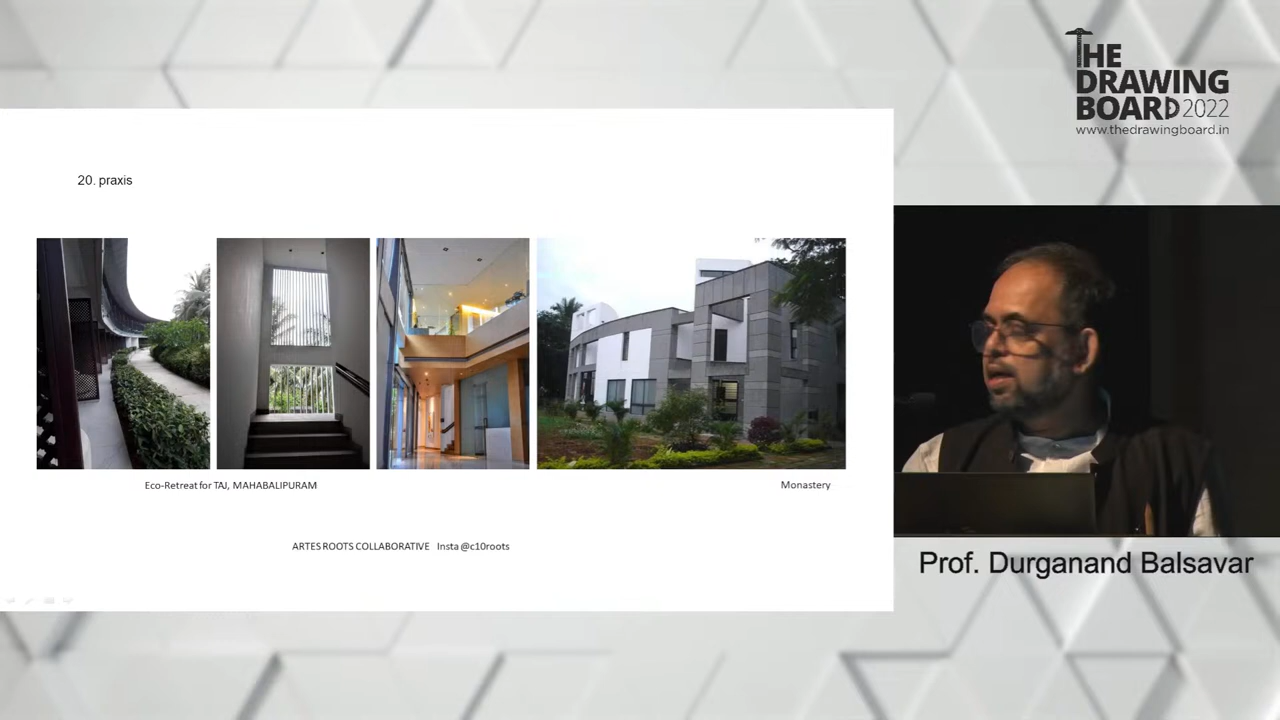 THE
DRAWING
BOARD 2022
www.thedrawingboard.in
20. praxis
Eco-Retreat for TAJ, MAHABALIPURAM
Monastery
ARTES ROOTS COLLABORATIVE Insta @c10roots
Prof. Durganand Balsavar